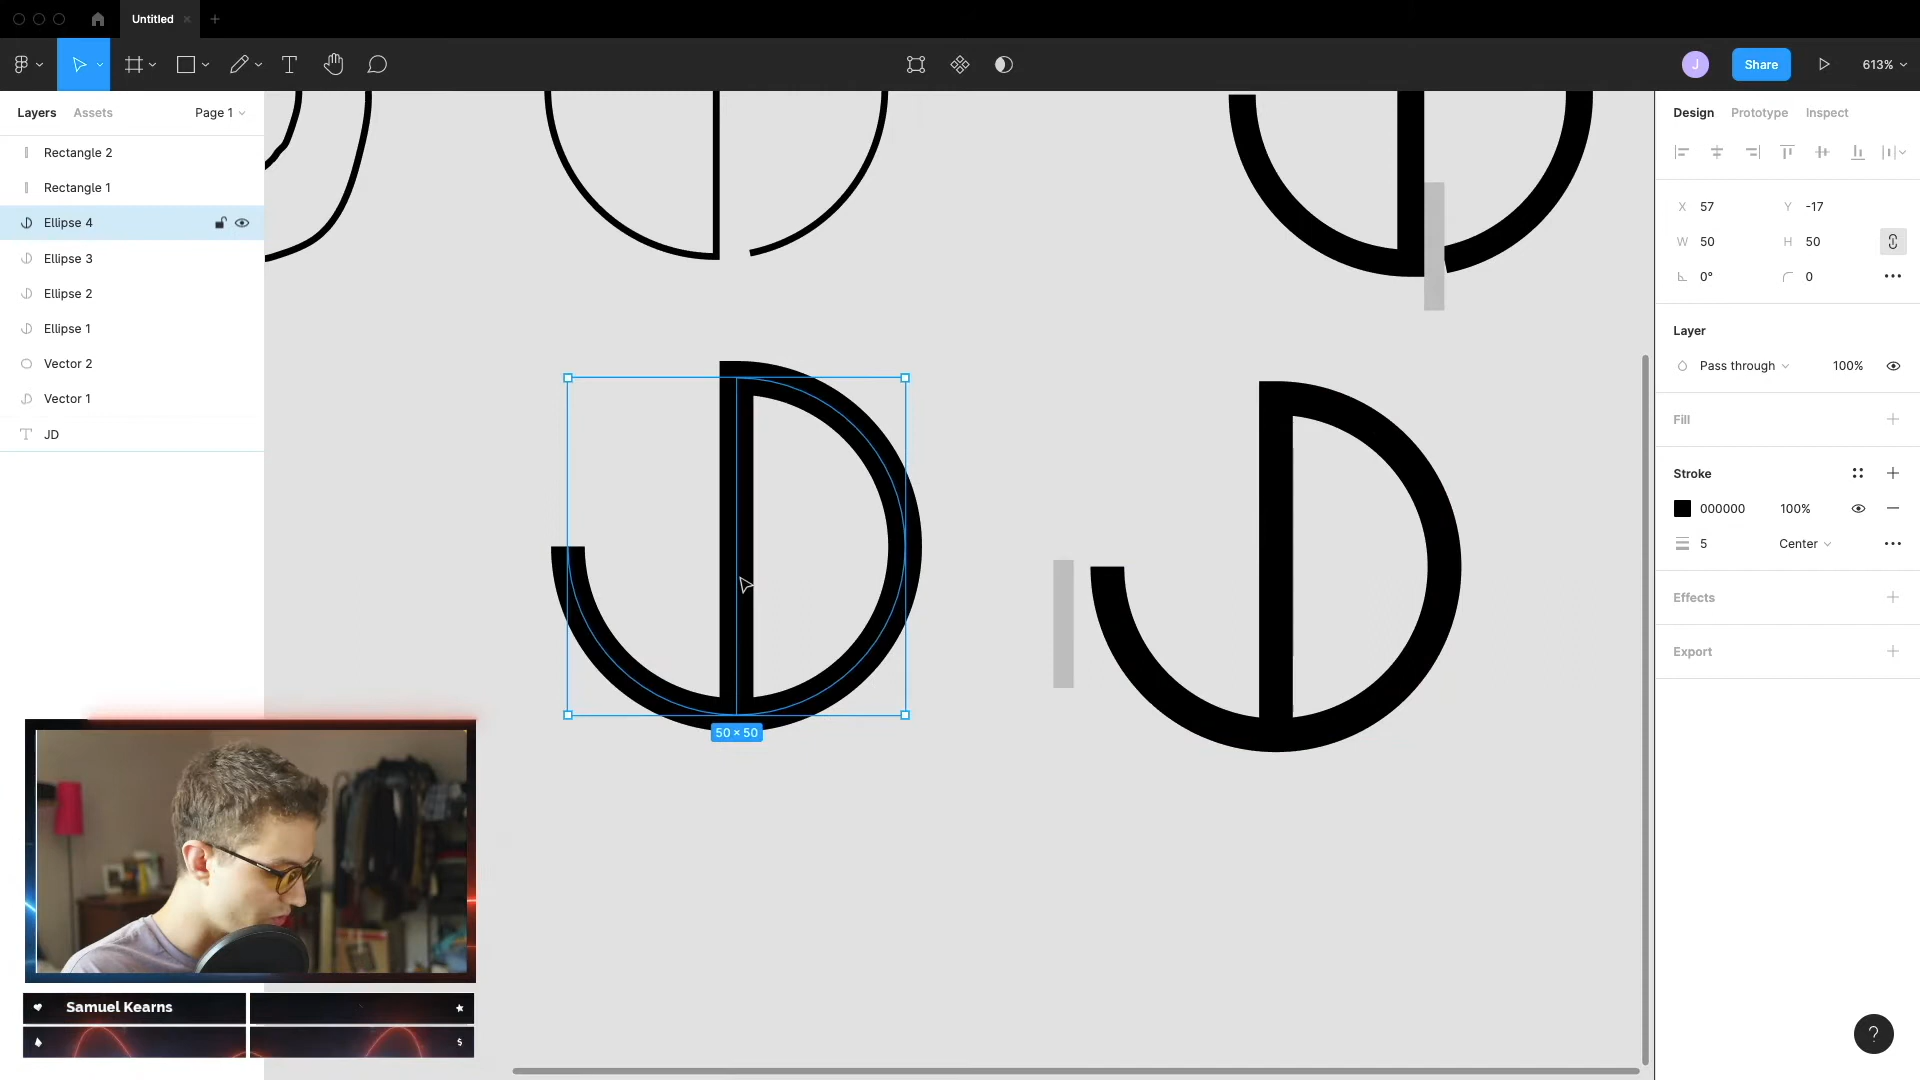 Untitled
613%
Share
J
Layers
Assets
Page 1
Rectangle 2
Rectangle 1
Ellipse 4
Ellipse 3
Ellipse 2
Ellipse 1
Vector 2
Vector 1
JD
50 × 50
Design
Prototype
Inspect
X 57
Y -17
W 50
H 50
0°
0
Layer
Pass through
100%
Fill
Stroke
000000
100%
5
Center
Effects
Export
Samuel Kearns
$
?